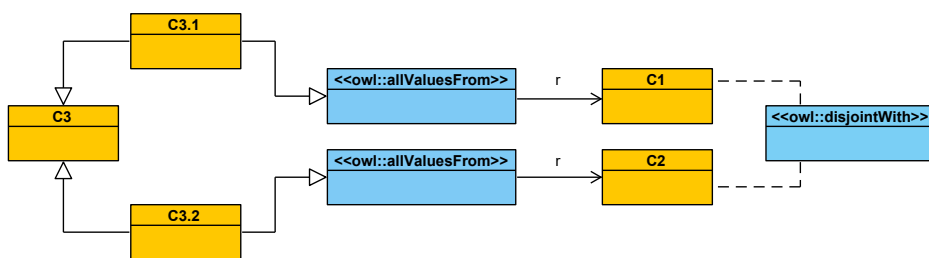 C3.1
<<owl::allValuesFrom>>
r
C1
C3
<<owl::disjointWith>>
<<owl::allValuesFrom>>
r
C2
C3.2